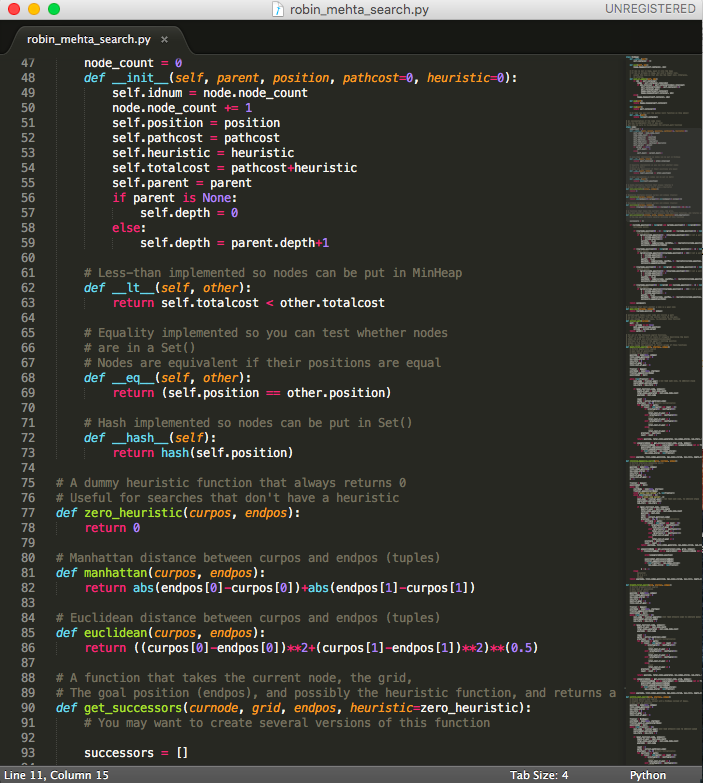 robin_mehta_search.py
UNREGISTERED
robin_mehta_search.py ×
47 node_count = 0
48 def __init__(self, parent, position, pathcost=0, heuristic=0):
49 self.idnum = node.node_count
50 node.node_count += 1
51 self.position = position
52 self.pathcost = pathcost
53 self.heuristic = heuristic
54 self.totalcost = pathcost+heuristic
55 self.parent = parent
56 if parent is None:
57 self.depth = 0
58 else:
59 self.depth = parent.depth+1
60
61 # Less-than implemented so nodes can be put in MinHeap
62 def __lt__(self, other):
63 return self.totalcost < other.totalcost
64
65 # Equality implemented so you can test whether nodes
66 # are in a Set()
67 # Nodes are equivalent if their positions are equal
68 def __eq__(self, other):
69 return (self.position == other.position)
70
71 # Hash implemented so nodes can be put in Set()
72 def __hash__(self):
73 return hash(self.position)
74
75 # A dummy heuristic function that always returns 0
76 # Useful for searches that don't have a heuristic
77 def zero_heuristic(curpos, endpos):
78 return 0
79
80 # Manhattan distance between curpos and endpos (tuples)
81 def manhattan(curpos, endpos):
82 return abs(endpos[0]-curpos[0])+abs(endpos[1]-curpos[1])
83
84 # Euclidean distance between curpos and endpos (tuples)
85 def euclidean(curpos, endpos):
86 return ((curpos[0]-endpos[0])**2+(curpos[1]-endpos[1])**2)**(0.5)
87
88 # A function that takes the current node, the grid,
89 # The goal position (endpos), and possibly the heuristic function, and returns a
90 def get_successors(curnode, grid, endpos, heuristic=zero_heuristic):
91 # You may want to create several versions of this function
92
93 successors = []
Line 11, Column 15
Tab Size: 4
Python